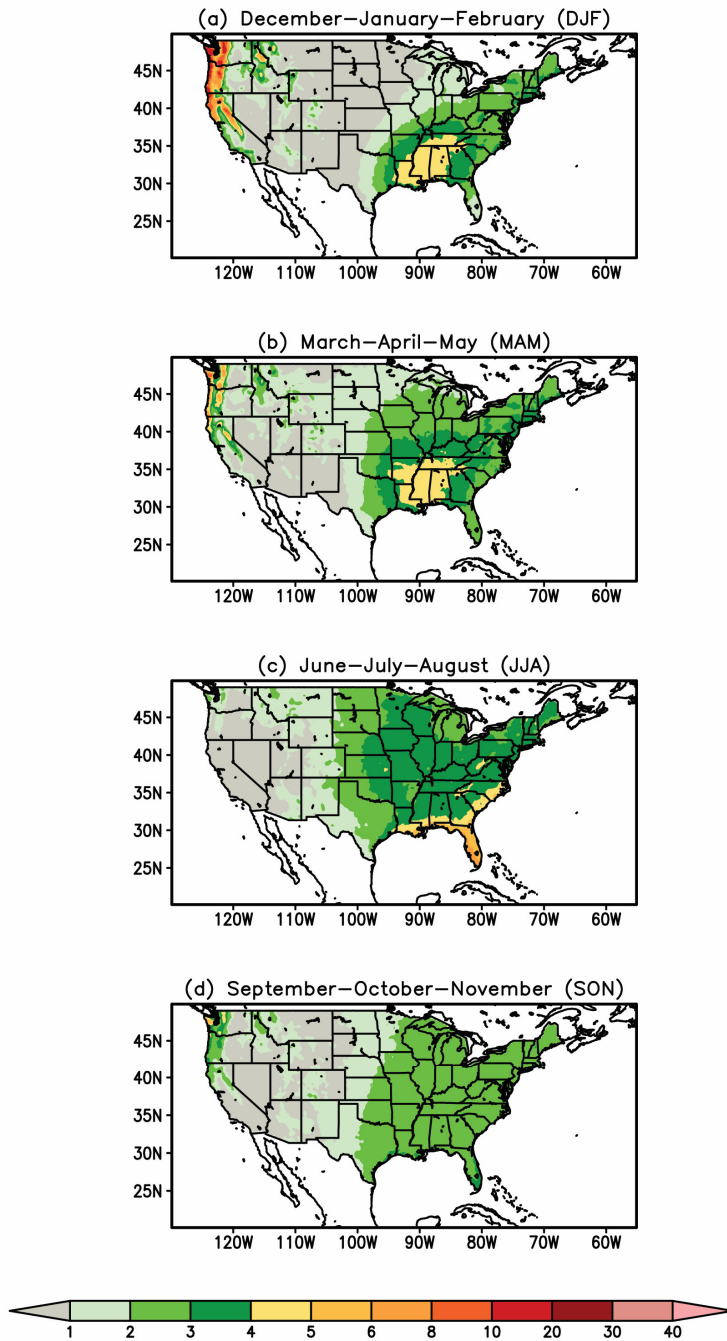 (a) December–January–February (DJF)
45N
40N
35N
30N
25N
120W 110W 100W 90W 80W 70W 60W
(b) March–April–May (MAM)
45N
40N
35N
30N
25N
120W 110W 100W 90W 80W 70W 60W
(c) June–July–August (JJA)
45N
40N
35N
30N
25N
120W 110W 100W 90W 80W 70W 60W
(d) September–October–November (SON)
45N
40N
35N
30N
25N
120W 110W 100W 90W 80W 70W 60W
1 2 3 4 5 6 8 10 20 30 40